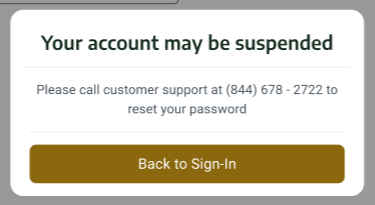 Your account may be suspended
Please call customer support at (844) 678 - 2722 to
reset your password
Back to Sign-In